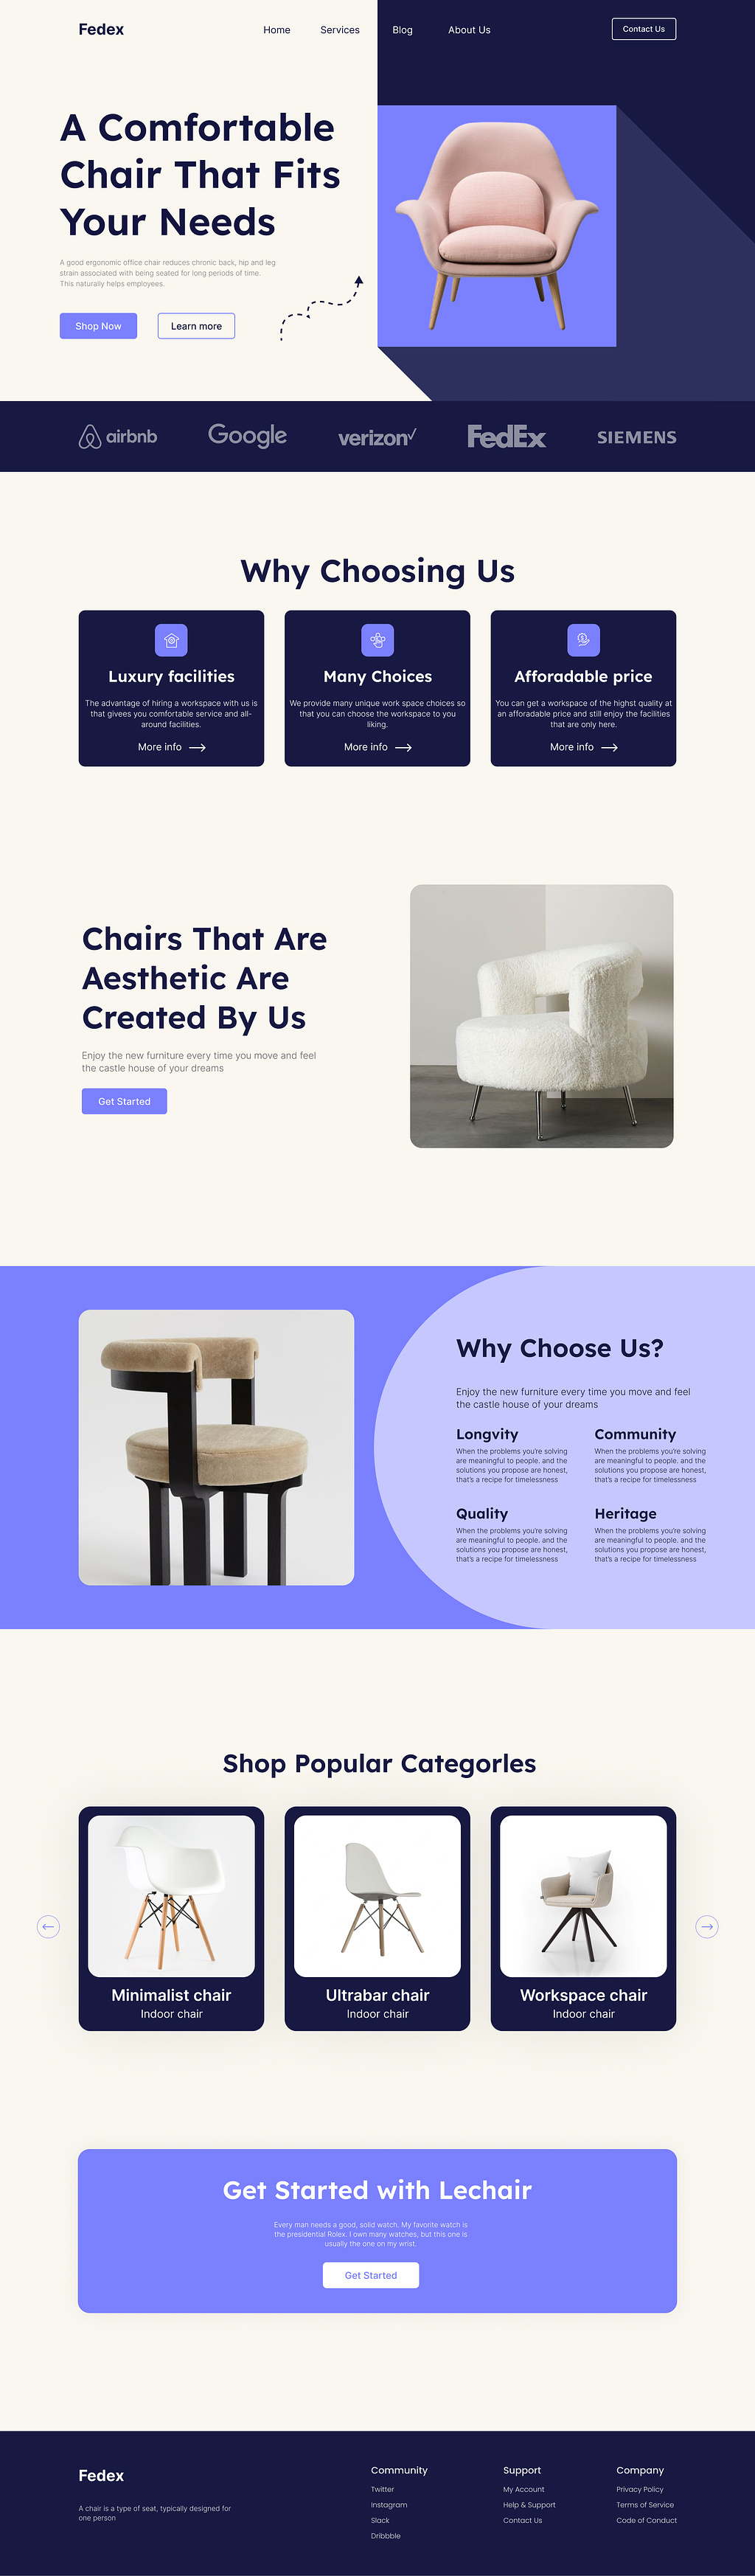 Fedex
Home Services Blog About Us
Contact Us
A Comfortable
Chair That Fits
Your Needs
A good ergonomic office chair reduces chronic back, hip and leg
strain associated with being seated for long periods of time.
This naturally helps employees.
Shop Now
Learn more
airbnb
Google
verizon
FedEx
SIEMENS
Why Choosing Us
Luxury facilities
The advantage of hiring a workspace with us is
that givees you comfortable service and all-
around facilities.
More info
Many Choices
We provide many unique work space choices so
that you can choose the workspace to you
liking.
More info
Afforadable price
You can get a workspace of the highst quality at
an afforadable price and still enjoy the facilities
that are only here.
More info
Chairs That Are
Aesthetic Are
Created By Us
Enjoy the new furniture every time you move and feel
the castle house of your dreams
Get Started
Why Choose Us?
Enjoy the new furniture every time you move and feel
the castle house of your dreams
Longvity
When the problems you're solving
are meaningful to people. and the
solutions you propose are honest,
that's a recipe for timelessness
Community
When the problems you're solving
are meaningful to people. and the
solutions you propose are honest,
that's a recipe for timelessness
Quality
When the problems you're solving
are meaningful to people. and the
solutions you propose are honest,
that's a recipe for timelessness
Heritage
When the problems you're solving
are meaningful to people. and the
solutions you propose are honest,
that's a recipe for timelessness
Shop Popular Categorles
Minimalist chair
Indoor chair
Ultrabar chair
Indoor chair
Workspace chair
Indoor chair
Get Started with Lechair
Every man needs a good, solid watch. My favorite watch is
the presidential Rolex. I own many watches, but this one is
usually the one on my wrist.
Get Started
Fedex
A chair is a type of seat, typically designed for
one person
Community
Twitter
Instagram
Slack
Dribbble
Support
My Account
Help & Support
Contact Us
Company
Privacy Policy
Terms of Service
Code of Conduct